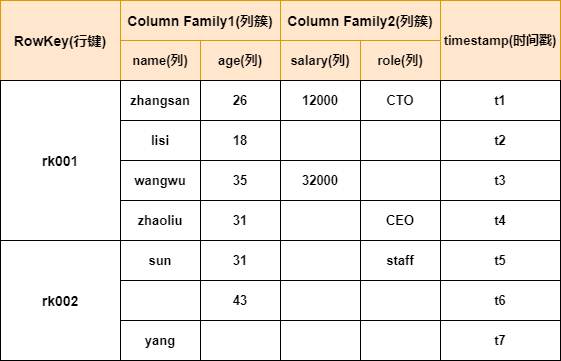 RowKey(行键) Column Family1(列簇) Column Family2(列簇) timestamp(时间戳)
name(列) age(列) salary(列) role(列)
rk001
zhangsan 26 12000 CTO t1
lisi 18 t2
wangwu 35 32000 t3
zhaoliu 31 CEO t4
rk002
sun 31 staff t5
43 t6
yang t7